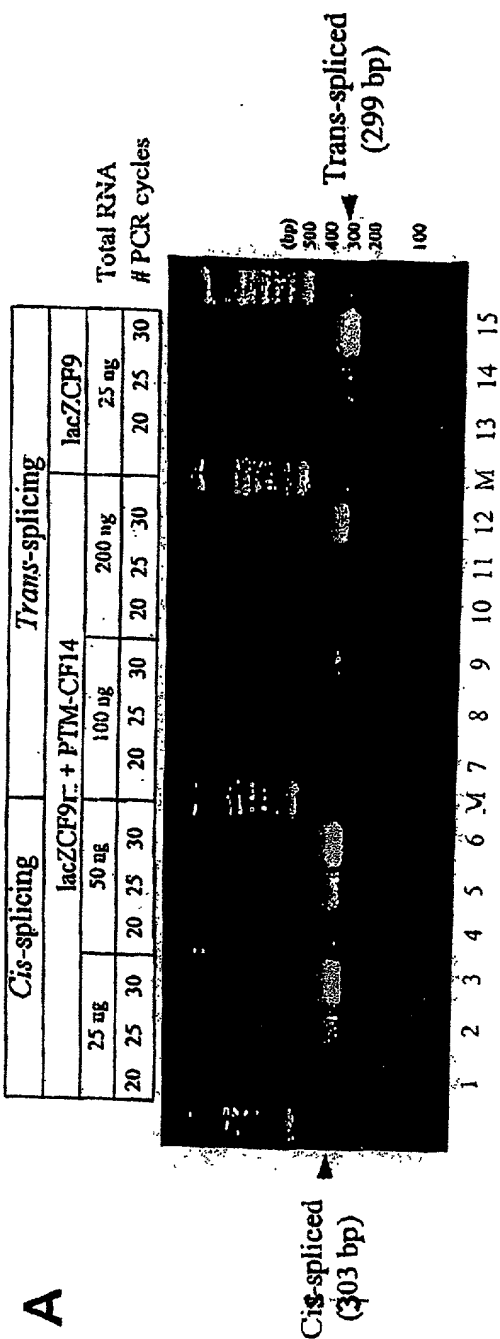 A
Cis-splicing Trans-splicing
lacZCF9 + PTM-CF14 lacZCF9
25 ng 50 ng 100 ng 200 ng 25 ng Total RNA
20 25 30 20 25 30 20 25 30 20 25 30 20 25 30 # PCR cycles
(bp)
500
400
300
200
100
Cis-spliced
(303 bp)
Trans-spliced
(299 bp)
1 2 3 4 5 6 M 7 8 9 10 11 12 M 13 14 15